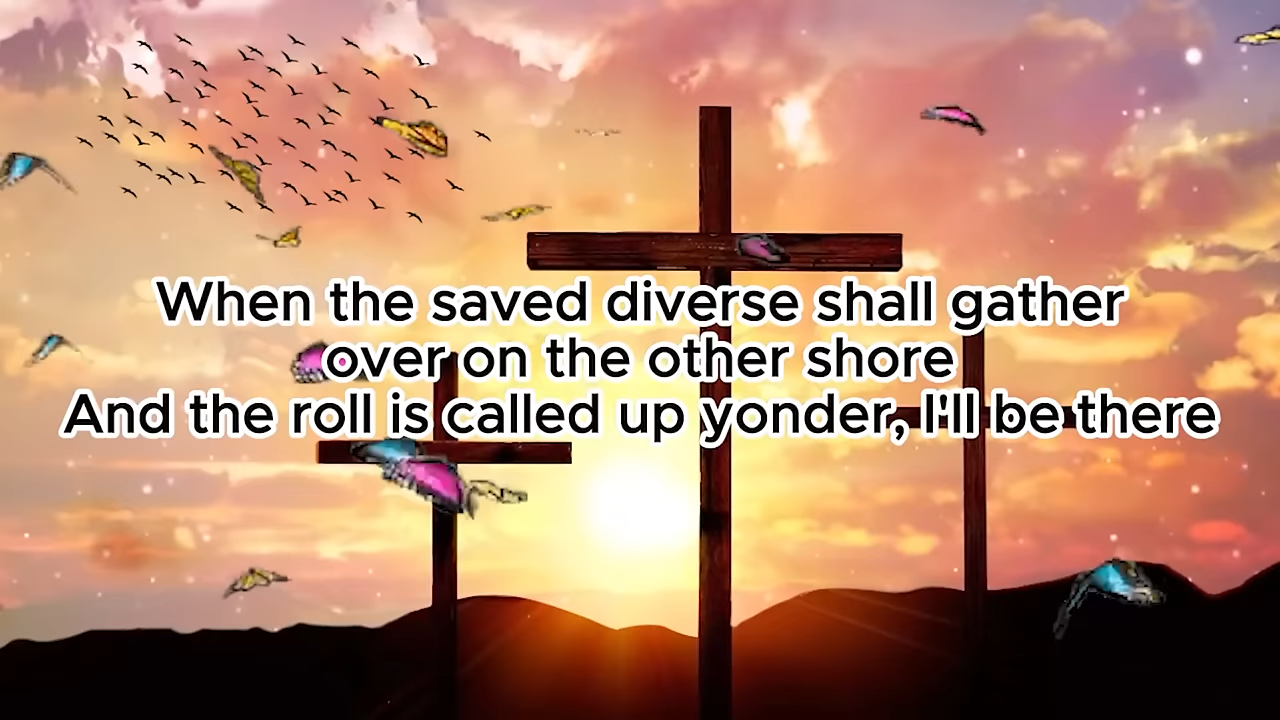 When the saved diverse shall gather
over on the other shore
And the roll is called up yonder, I'll be there